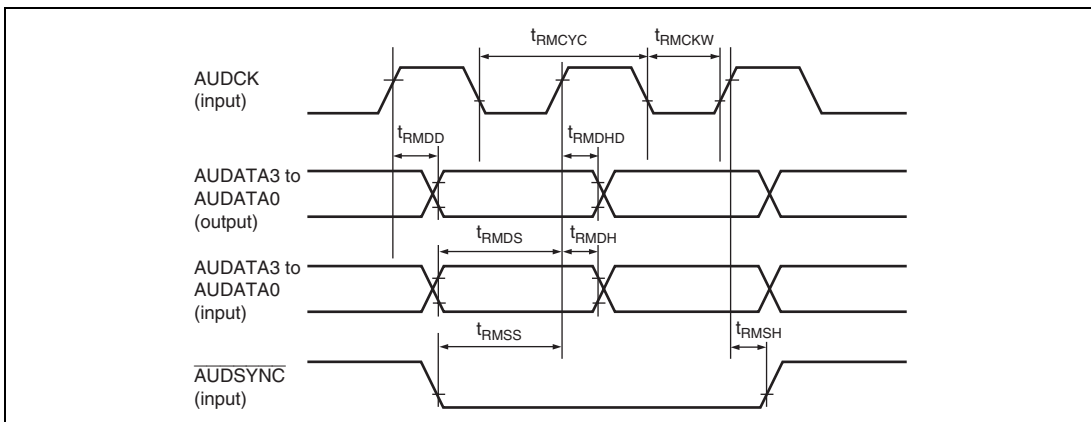 tRMCYC tRMCKW
AUDCK
(input)
tRMDD tRMDHD
AUDATA3 to
AUDATA0
(output)
tRMDS tRMDH
AUDATA3 to
AUDATA0
(input)
tRMSS tRMSH
AUDSYNC
(input)